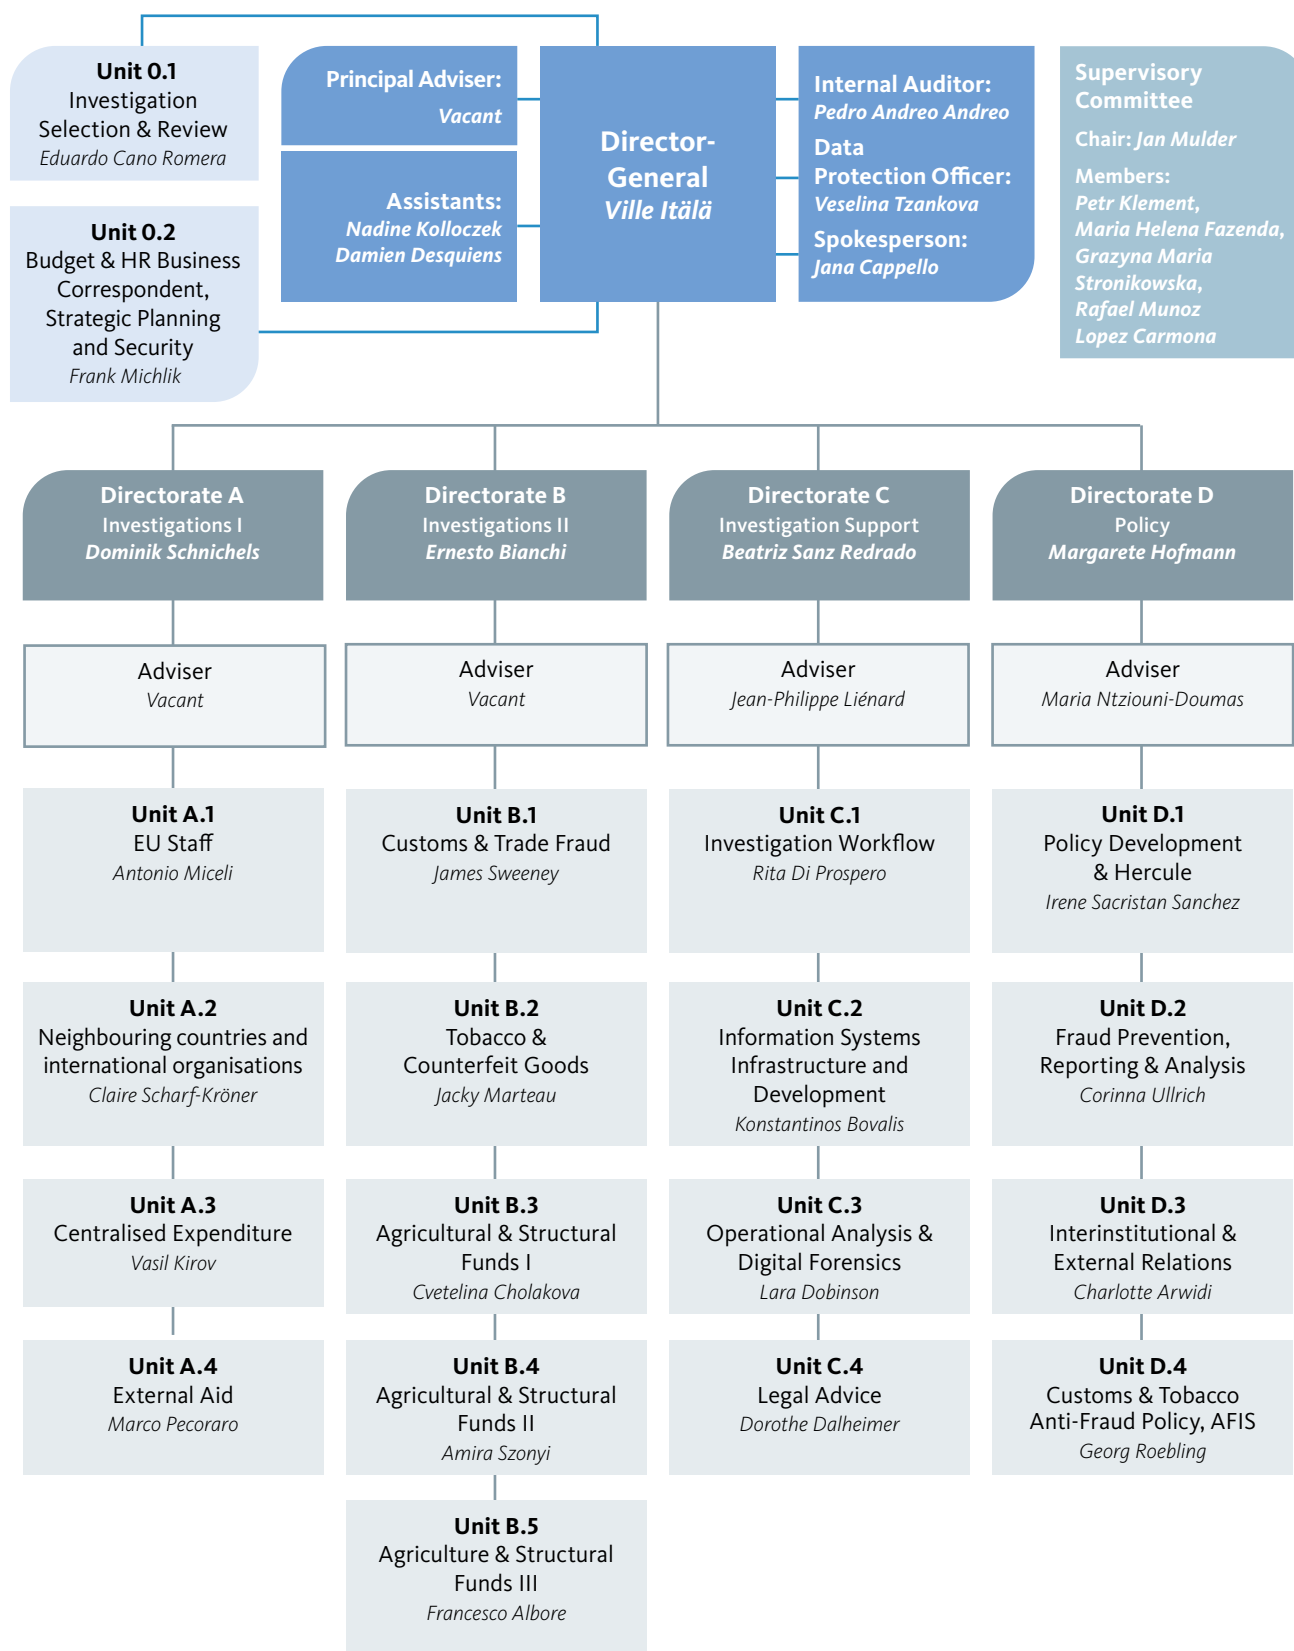 Unit 0.1
Investigation
Selection & Review
Eduardo Cano Romera
Unit 0.2
Budget & HR Business
Correspondent,
Strategic Planning
and Security
Frank Michlik
Principal Adviser:
Vacant
Assistants:
Nadine Kolloczek
Damien Desquiens
Director-
General
Ville Itälä
Internal Auditor:
Pedro Andreo Andreo
Data
Protection Officer:
Veselina Tzankova
Spokesperson:
Jana Cappello
Supervisory
Committee
Chair: Jan Mulder
Members:
Petr Klement,
Maria Helena Fazenda,
Grazyna Maria
Stronikowska,
Rafael Munoz
Lopez Carmona
Directorate A
Investigations I
Dominik Schnichels
Adviser
Vacant
Unit A.1
EU Staff
Antonio Miceli
Unit A.2
Neighbouring countries and
international organisations
Claire Scharf-Kröner
Unit A.3
Centralised Expenditure
Vasil Kirov
Unit A.4
External Aid
Marco Pecoraro
Directorate B
Investigations II
Ernesto Bianchi
Adviser
Vacant
Unit B.1
Customs & Trade Fraud
James Sweeney
Unit B.2
Tobacco &
Counterfeit Goods
Jacky Marteau
Unit B.3
Agricultural & Structural
Funds I
Cvetelina Cholakova
Unit B.4
Agricultural & Structural
Funds II
Amira Szonyi
Unit B.5
Agriculture & Structural
Funds III
Francesco Albore
Directorate C
Investigation Support
Beatriz Sanz Redrado
Adviser
Jean-Philippe Liénard
Unit C.1
Investigation Workflow
Rita Di Prospero
Unit C.2
Information Systems
Infrastructure and
Development
Konstantinos Bovalis
Unit C.3
Operational Analysis &
Digital Forensics
Lara Dobinson
Unit C.4
Legal Advice
Dorothe Dalheimer
Directorate D
Policy
Margarete Hofmann
Adviser
Maria Ntziouni-Doumas
Unit D.1
Policy Development
& Hercule
Irene Sacristan Sanchez
Unit D.2
Fraud Prevention,
Reporting & Analysis
Corinna Ullrich
Unit D.3
Interinstitutional &
External Relations
Charlotte Arwidi
Unit D.4
Customs & Tobacco
Anti-Fraud Policy, AFIS
Georg Roebling